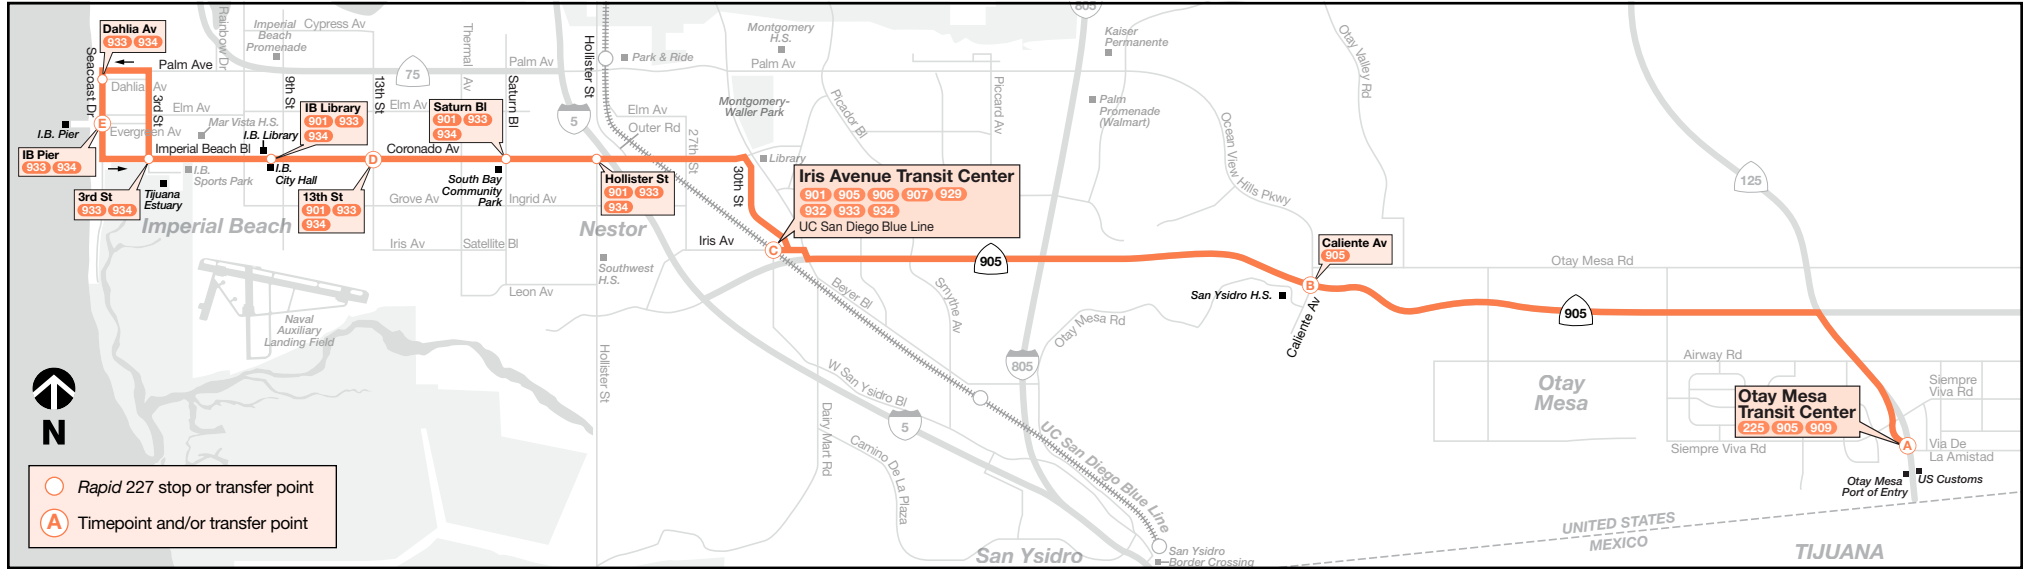 Dahlia Av
933 934
Seacoast Dr
Palm Ave
Dahlia Av
3rd St
Elm Av
Evergreen Av
E
I.B. Pier
IB Pier
933 934
3rd St
933 934
Imperial Beach Bl
Tijuana
Estuary
Imperial Beach
Rainbow Dr
Imperial
Beach
Promenade
Cypress Av
9th St
Mar Vista H.S.
I.B. Library
I.B.
Sports Park
I.B.
City Hall
IB Library
901 933
934
13th St
75
Elm Av
D
Coronado Av
13th St
901 933
934
Grove Av
Iris Av
Thermal Av
Saturn Bl
Saturn Bl
901 933
934
South Bay
Community
Park
Ingrid Av
Satellite Bl
Leon Av
Palm Av
Hollister St
5
Park & Ride
Elm Av
Outer Rd
27th St
Hollister St
901 933
934
Nestor
Southwest
H.S.
Hollister St
Iris Av
Montgomery
H.S.
Palm Av
Montgomery-
Waller Park
Picador Bl
Library
30th St
C
Iris Avenue Transit Center
901 905 906 907 929
932 933 934
UC San Diego Blue Line
Piccard Av
805
Kaiser
Permanente
Palm
Promenade
(Walmart)
Ocean View Hills Pkwy
Otay Valley Rd
905
Beyer Bl
Smythe Av
Otay Mesa Rd
805
W San Ysidro Bl
5
Dairy Mart Rd
Camino De La Plaza
UC San Diego Blue Line
San Ysidro
San Ysidro
Border Crossing
San Ysidro H.S.
B
Caliente Av
905
Caliente Av
Otay Mesa Rd
125
905
Airway Rd
Otay
Mesa
Siempre
Viva Rd
Otay Mesa
Transit Center
225 905 909
Siempre Viva Rd
A
Via De
La Amistad
Otay Mesa
Port of Entry
US Customs
UNITED STATES
MEXICO
TIJUANA
Naval
Auxiliary
Landing Field
N
Rapid 227 stop or transfer point
A Timepoint and/or transfer point